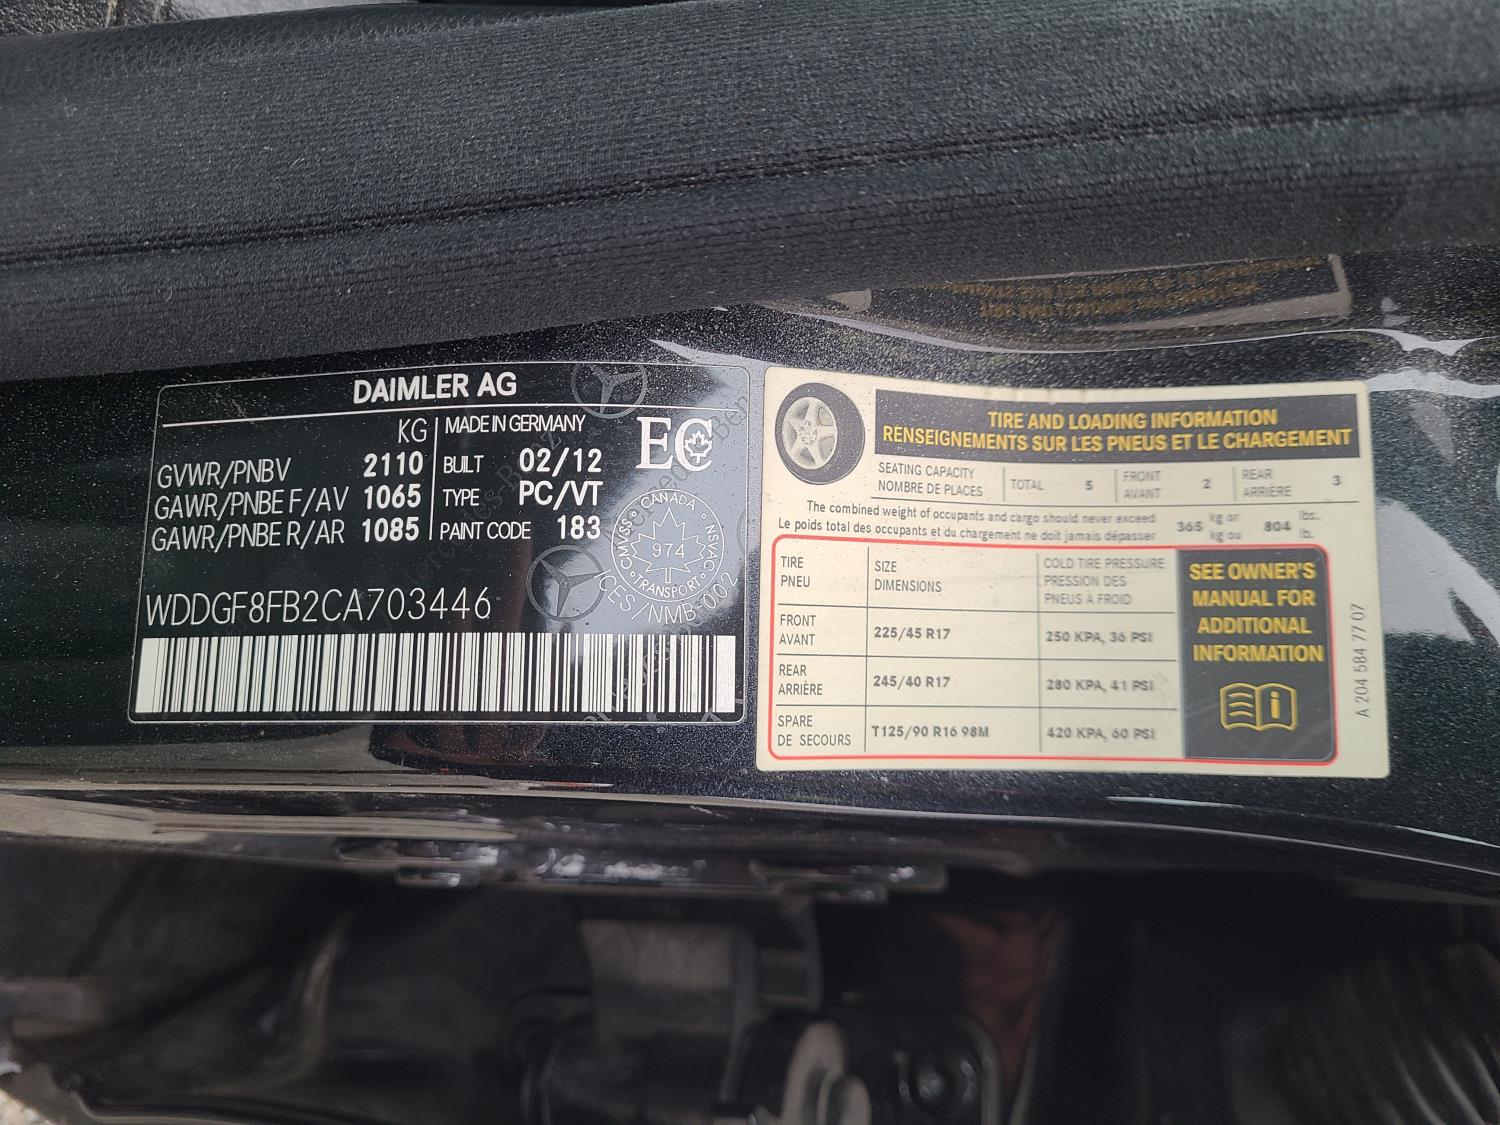 DAIMLER AG
KG
GVWR/PNBV 2110
GAWR/PNBE F/AV 1065
GAWR/PNBE R/AR 1085
MADE IN GERMANY
BUILT 02/12
TYPE PC/VT
PAINT CODE 183
EC
CANADA
CMVSS NSVAC
974
TRANSPORT
ICES/NMB-002
WDDGF8FB2CA703446
TIRE AND LOADING INFORMATION
RENSEIGNEMENTS SUR LES PNEUS ET LE CHARGEMENT
SEATING CAPACITY
NOMBRE DE PLACES
TOTAL 5
FRONT
AVANT 2
REAR
ARRIÈRE 3
The combined weight of occupants and cargo should never exceed
Le poids total des occupants et du chargement ne doit jamais dépasser
365 kg or
kg ou
804 lbs.
lb.
TIRE
PNEU
SIZE
DIMENSIONS
COLD TIRE PRESSURE
PRESSION DES
PNEUS À FROID
FRONT
AVANT
225/45 R17
250 KPA, 36 PSI
REAR
ARRIÈRE
245/40 R17
280 KPA, 41 PSI
SPARE
DE SECOURS
T125/90 R16 98M
420 KPA, 60 PSI
SEE OWNER'S
MANUAL FOR
ADDITIONAL
INFORMATION
A 204 584 77 07